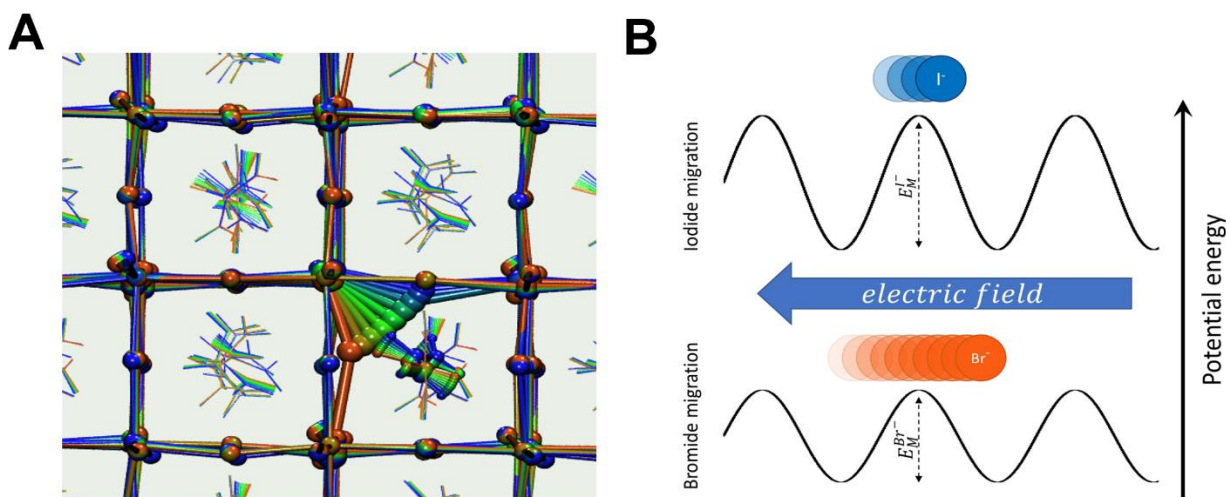 A
B
I-
Iodide migration
E_M^I-
electric field
Br-
Bromide migration
E_M^Br-
Potential energy